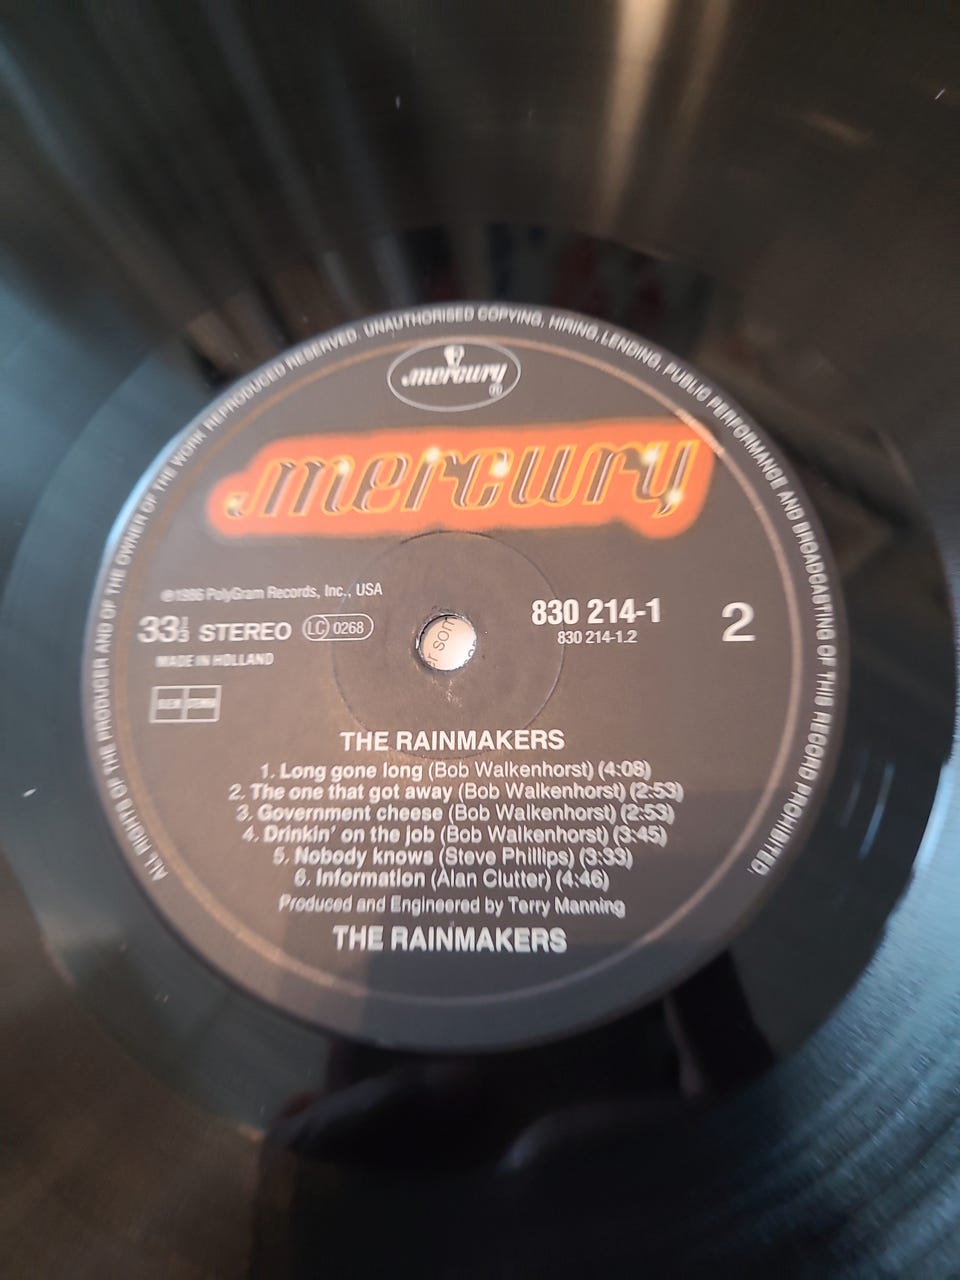 ALL RIGHTS OF THE PRODUCER AND OF THE OWNER OF THE WORK REPRODUCED RESERVED. UNAUTHORISED COPYING, HIRING, LENDING, PUBLIC PERFORMANCE AND BROADCASTING OF THIS RECORD PROHIBITED.
mercury
®
mercury
℗1986 PolyGram Records, Inc., USA
33⅓ STEREO LC 0268
MADE IN HOLLAND
STEMRA
830 214-1
830 214-1.2
2
er som
THE RAINMAKERS
1. Long gone long (Bob Walkenhorst) (4:08)
2. The one that got away (Bob Walkenhorst) (2:53)
3. Government cheese (Bob Walkenhorst) (2:53)
4. Drinkin' on the job (Bob Walkenhorst) (3:45)
5. Nobody knows (Steve Phillips) (3:33)
6. Information (Alan Clutter) (4:46)
Produced and Engineered by Terry Manning
THE RAINMAKERS